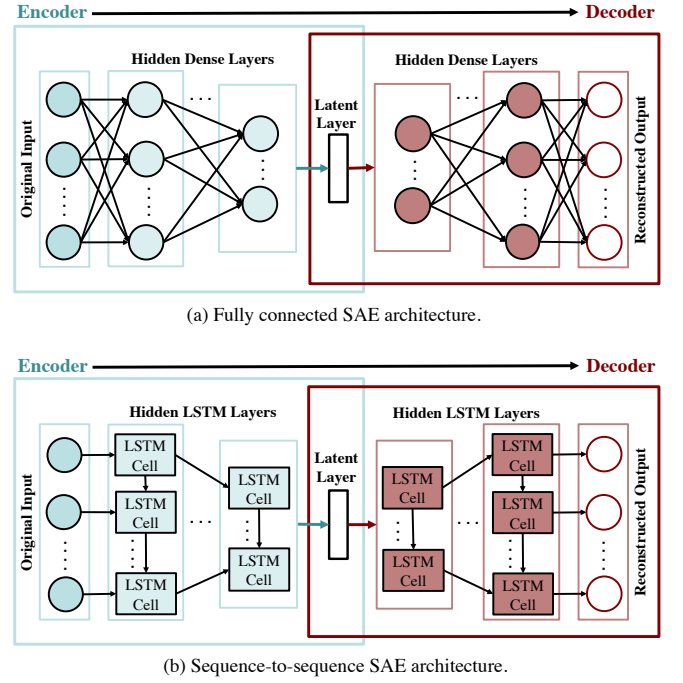 Encoder
Decoder
Hidden Dense Layers
Hidden Dense Layers
Original Input
Latent
Layer
Reconstructed Output
(a) Fully connected SAE architecture.
Encoder
Decoder
Hidden LSTM Layers
Hidden LSTM Layers
Original Input
LSTM
Cell
LSTM
Cell
LSTM
Cell
LSTM
Cell
LSTM
Cell
Latent
Layer
LSTM
Cell
LSTM
Cell
LSTM
Cell
LSTM
Cell
LSTM
Cell
Reconstructed Output
(b) Sequence-to-sequence SAE architecture.